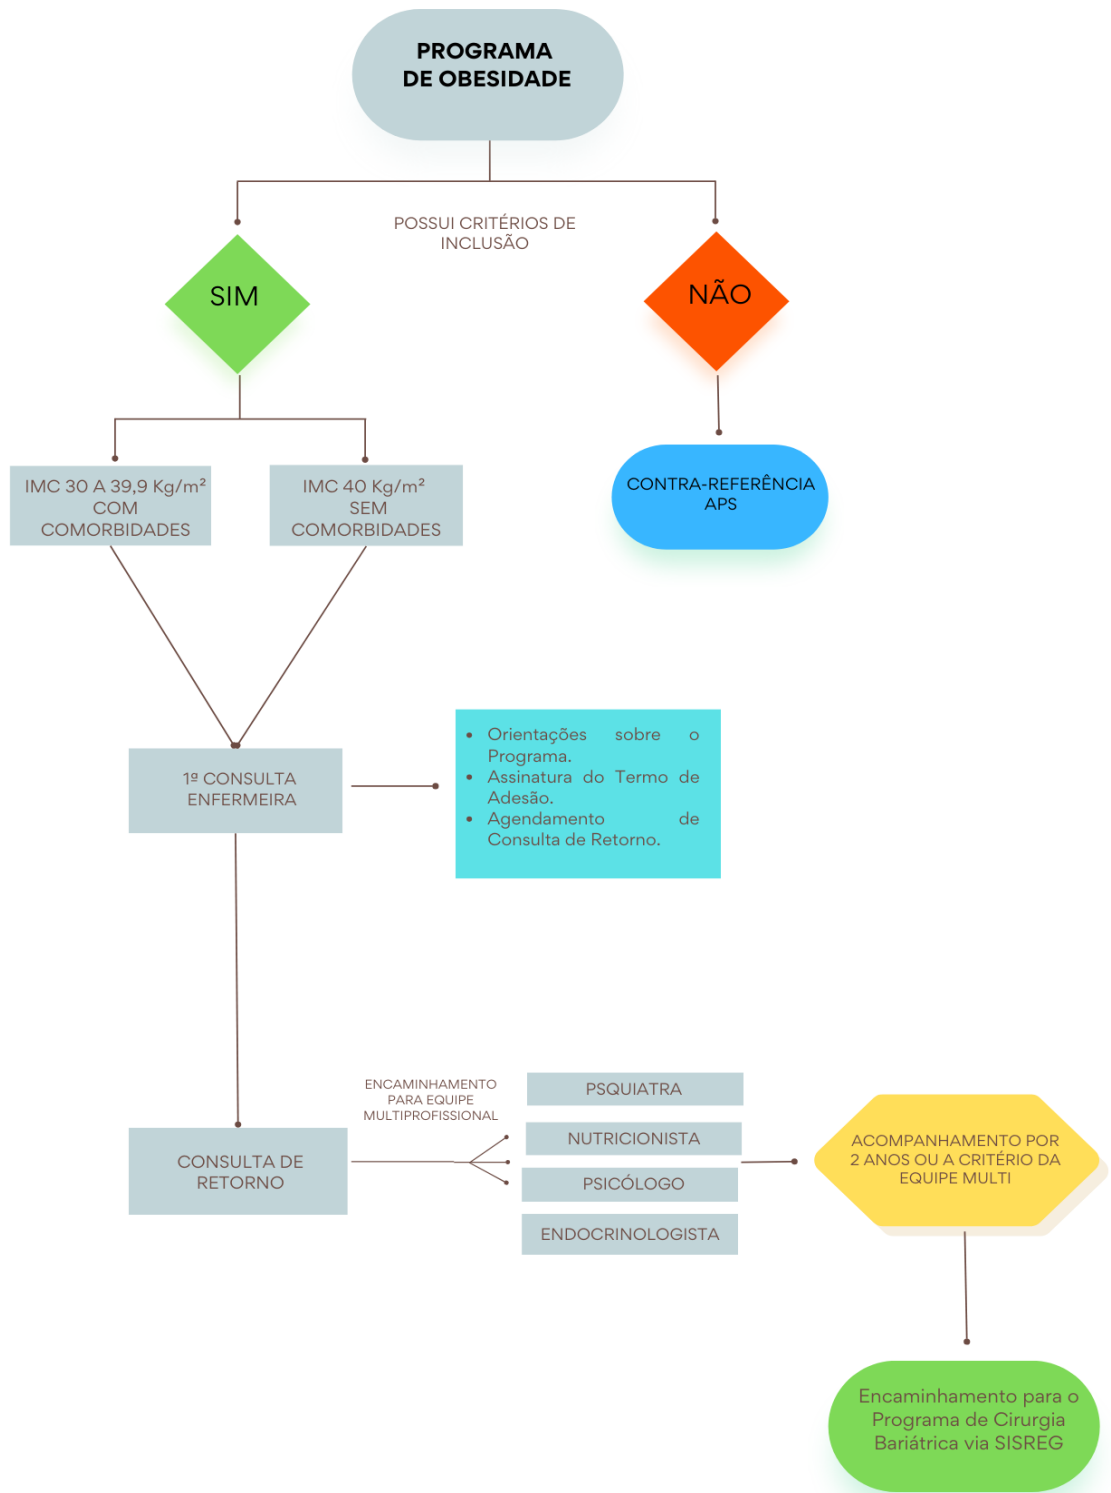 PROGRAMA
DE OBESIDADE
POSSUI CRITÉRIOS DE
INCLUSÃO
SIM
NÃO
IMC 30 A 39,9 Kg/m²
COM
COMORBIDADES
IMC 40 Kg/m²
SEM
COMORBIDADES
CONTRA-REFERÊNCIA
APS
1º CONSULTA
ENFERMEIRA
• Orientações sobre o
Programa.
• Assinatura do Termo de
Adesão.
• Agendamento de
Consulta de Retorno.
CONSULTA DE
RETORNO
ENCAMINHAMENTO
PARA EQUIPE
MULTIPROFISSIONAL
PSQUIATRA
NUTRICIONISTA
PSICÓLOGO
ENDOCRINOLOGISTA
ACOMPANHAMENTO POR
2 ANOS OU A CRITÉRIO DA
EQUIPE MULTI
Encaminhamento para o
Programa de Cirurgia
Bariátrica via SISREG